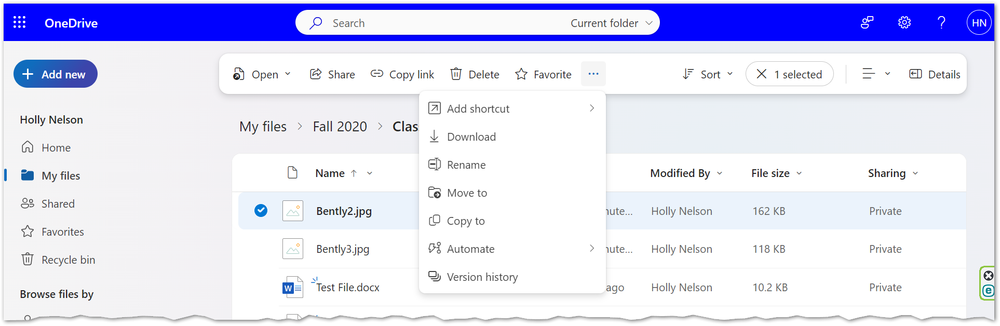 OneDrive
Search
Current folder
HN
Add new
Open
Share
Copy link
Delete
Favorite
Sort
1 selected
Details
Holly Nelson
Home
My files
Shared
Favorites
Recycle bin
Browse files by
My files > Fall 2020 >
Add shortcut
Download
Rename
Move to
Copy to
Automate
Version history
Name
Modified By
File size
Sharing
Bently2.jpg Holly Nelson 162 KB Private
Bently3.jpg Holly Nelson 118 KB Private
Test File.docx ago Holly Nelson 10.2 KB Private